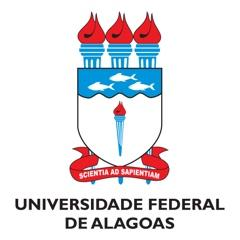 SCIENTIA AD SAPIENTIAM
UNIVERSIDADE FEDERAL
DE ALAGOAS